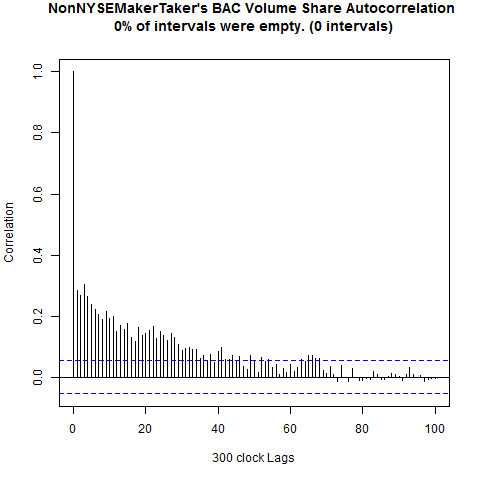 NonNYSEMakerTaker's BAC Volume Share Autocorrelation
0% of intervals were empty. (0 intervals)
1.0
0.8
0.6
0.4
0.2
0.0
Correlation
0 20 40 60 80 100
300 clock Lags